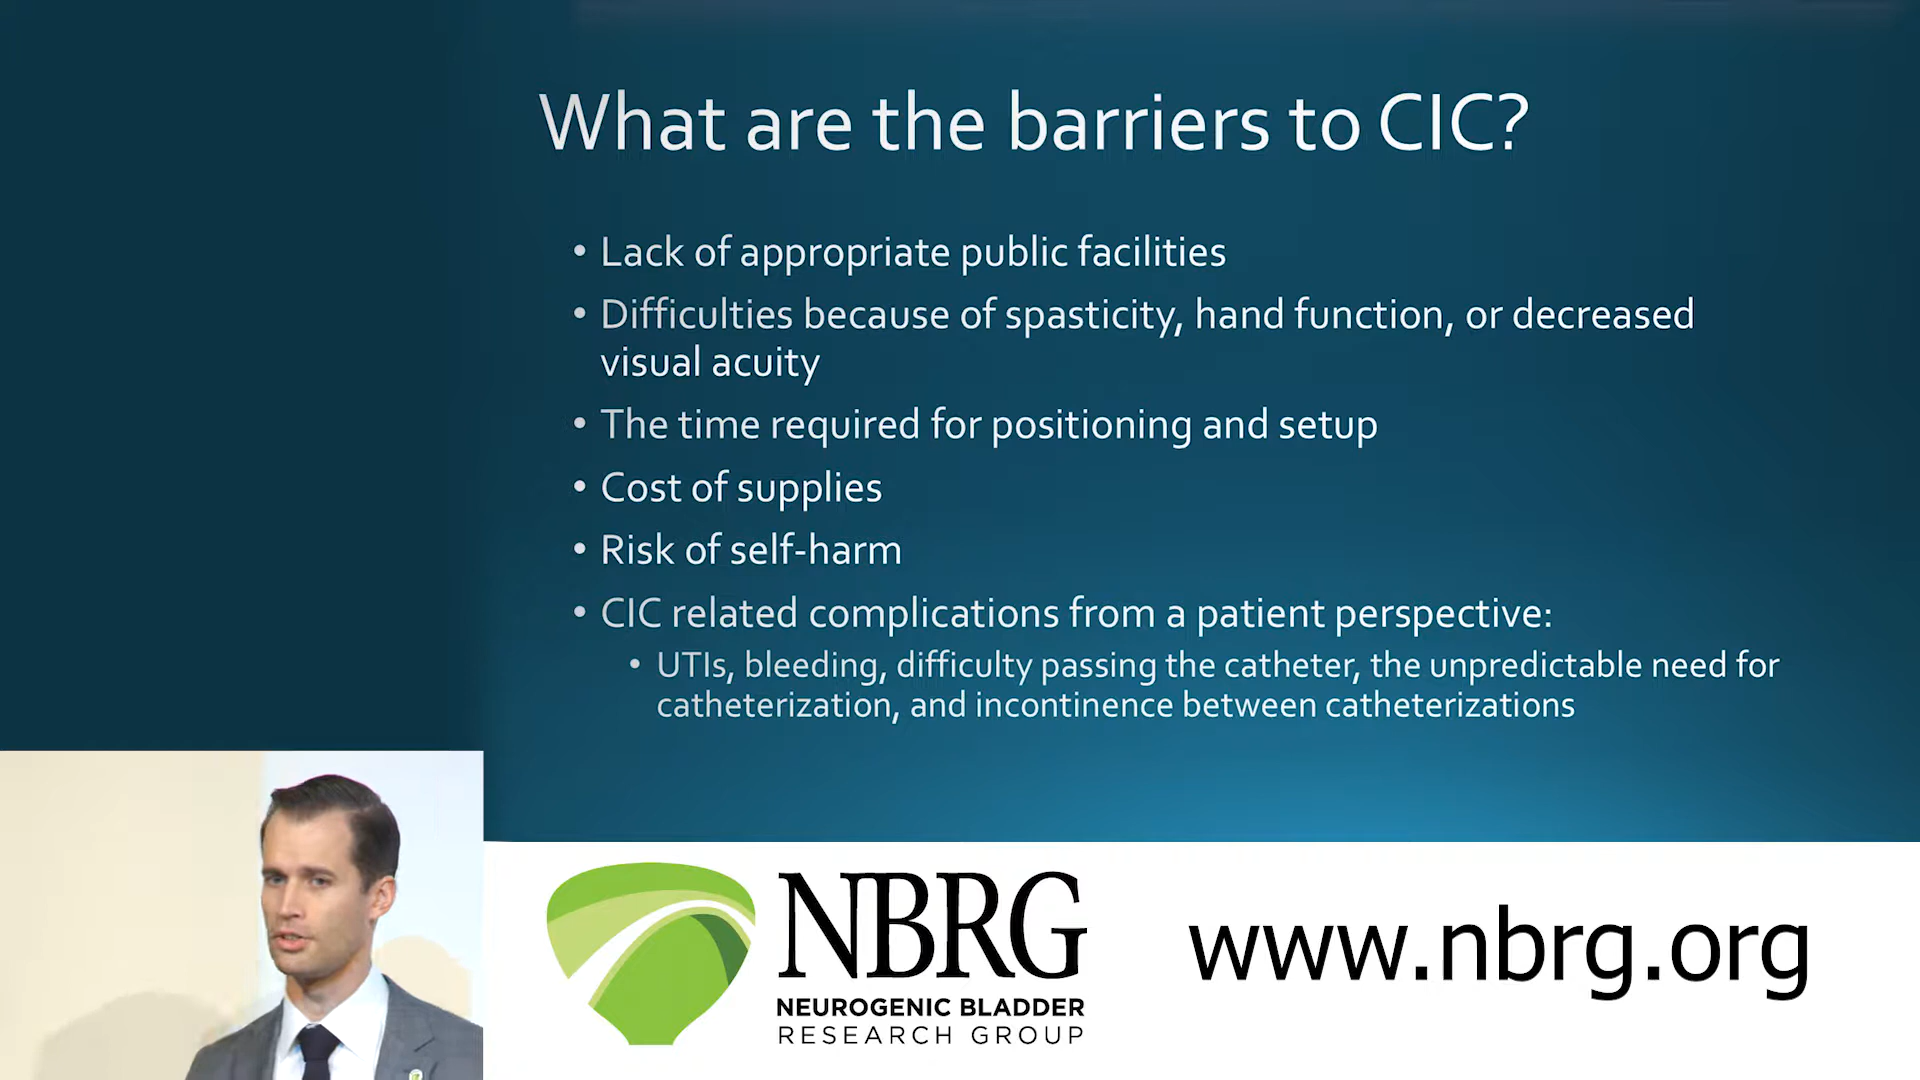 What are the barriers to CIC?
• Lack of appropriate public facilities
• Difficulties because of spasticity, hand function, or decreased
visual acuity
• The time required for positioning and setup
• Cost of supplies
• Risk of self-harm
• CIC related complications from a patient perspective:
• UTIs, bleeding, difficulty passing the catheter, the unpredictable need for
catheterization, and incontinence between catheterizations
NBRG
NEUROGENIC BLADDER
RESEARCH GROUP
www.nbrg.org